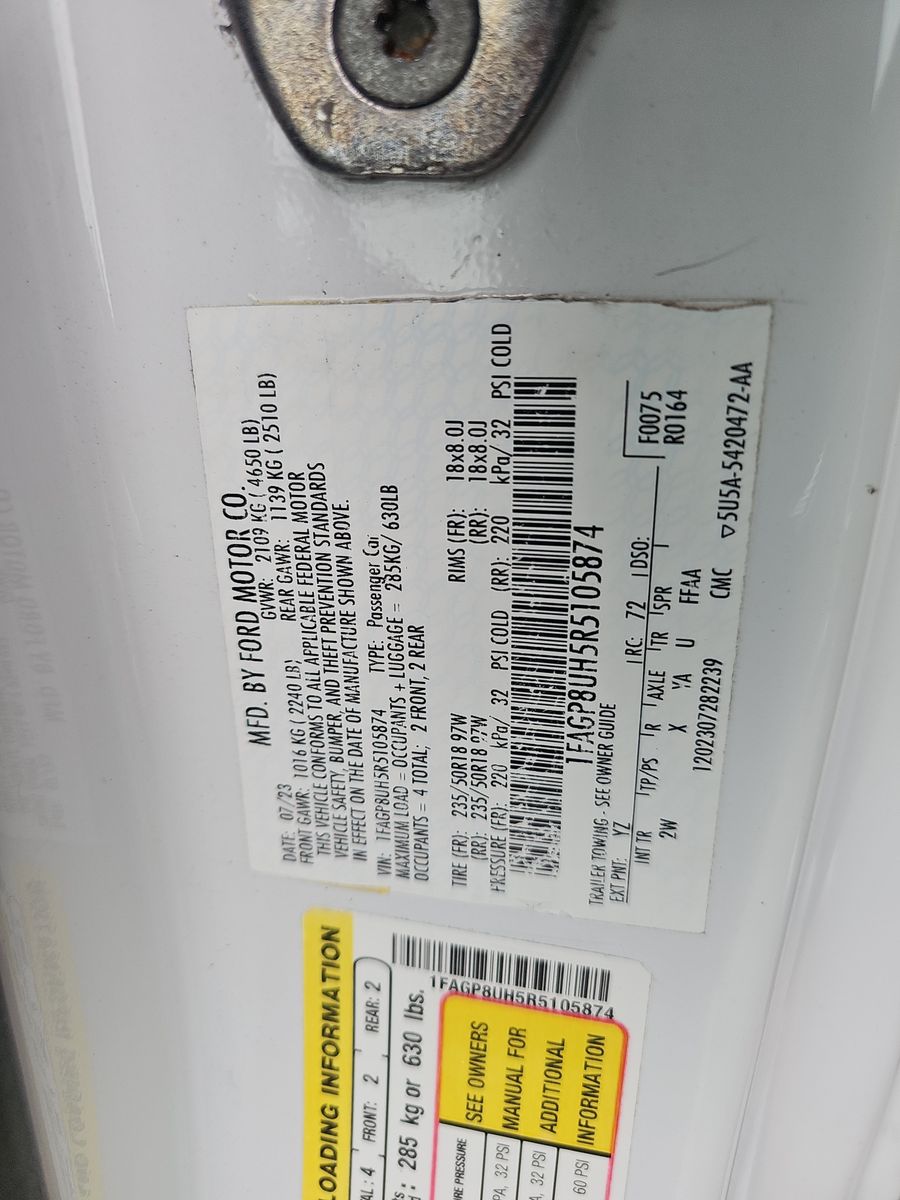 MFD. BY FORD MOTOR CO.
DATE: 07/23 GVWR: 2109 KG ( 4650 LB)
FRONT GAWR: 1016 KG ( 2240 LB) REAR GAWR: 1139 KG ( 2510 LB)
THIS VEHICLE CONFORMS TO ALL APPLICABLE FEDERAL MOTOR
VEHICLE SAFETY, BUMPER, AND THEFT PREVENTION STANDARDS
IN EFFECT ON THE DATE OF MANUFACTURE SHOWN ABOVE.
VIN: 1FAGP8UH5R5105874 TYPE: Passenger Car
MAXIMUM LOAD = OCCUPANTS + LUGGAGE = 285KG/ 630LB
OCCUPANTS = 4 TOTAL; 2 FRONT, 2 REAR
TIRE (FR): 235/50R18 97W RIMS (FR): 18x8.0J
(RR): 235/50R18 97W (RR): 18x8.0J
PRESSURE (FR): 220 kPa/ 32 PSI COLD (RR): 220 kPa/ 32 PSI COLD
1FAGP8UH5R5105874
TRAILER TOWING - SEE OWNER GUIDE
EXT PNT: YZ RC: 72 DSO: F0075
INT TR TP/PS R AXLE TR SPR R0164
2W X YA U FFAA
1202307282239 CMC ▽5U5A-5420472-AA
LOADING INFORMATION
AL : 4 FRONT: 2 REAR: 2
285 kg or 630 lbs.
1FAGP8UH5R5105874
RE PRESSURE
PA, 32 PSI
A, 32 PSI
60 PSI
SEE OWNERS
MANUAL FOR
ADDITIONAL
INFORMATION